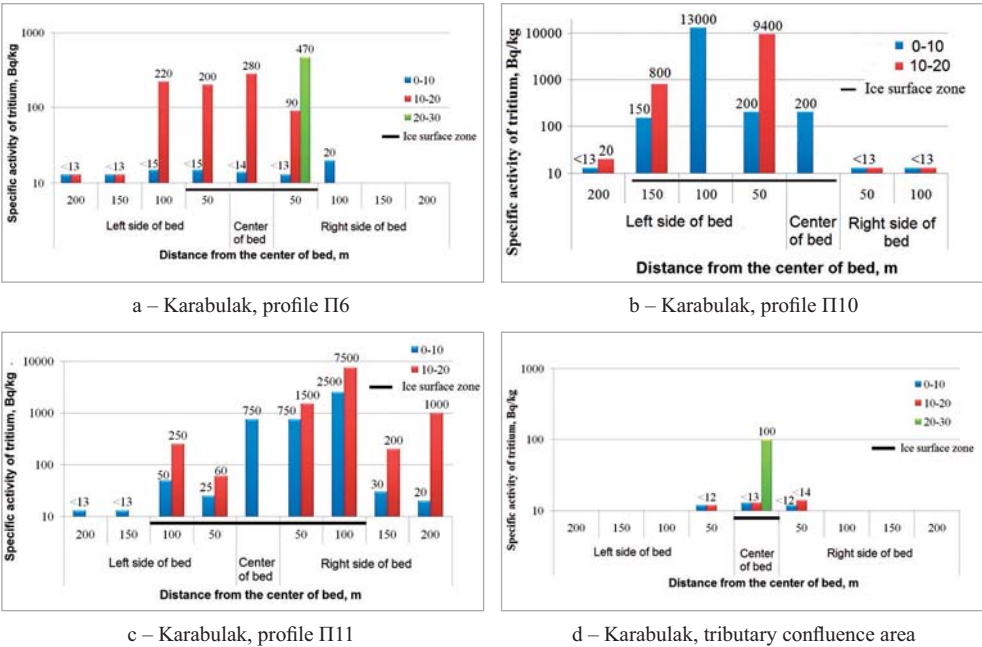 Specific activity of tritium, Bq/kg
1000
100
10
<13
<13
<15
220
<15
200
<14
280
<13
90
470
20
0-10
10-20
20-30
Ice surface zone
200 150 100 50 50 100 150 200
Left side of bed
Center of bed
Right side of bed
Distance from the center of bed, m
a – Karabulak, profile П6
Specific activity of tritium, Bq/kg
10000
1000
100
10
<13
20
150
800
13000
200
9400
200
<13
<13
0-10
10-20
Ice surface zone
200 150 100 50 50 100
Left side of bed
Center
of bed
Right side of
bed
Distance from the center of bed, m
b – Karabulak, profile П10
Specific activity of tritium, Bq/kg
10000
1000
100
10
<13
<13
50
250
25
60
750
750
1500
2500
7500
30
200
20
1000
0-10
10-20
Ice surface zone
200 150 100 50 50 100 150 200
Left side of bed
Center
of bed
Right side of bed
Distance from the center of bed, m
c – Karabulak, profile П11
Specific activity of tritium, Bq/kg
1000
100
10
<12
<13
100
<12
<14
0-10
10-20
20-30
Ice surface zone
200 150 100 50 50 100 150 200
Left side of bed
Center
of bed
Right side of bed
Distance from the center of bed, m
d – Karabulak, tributary confluence area